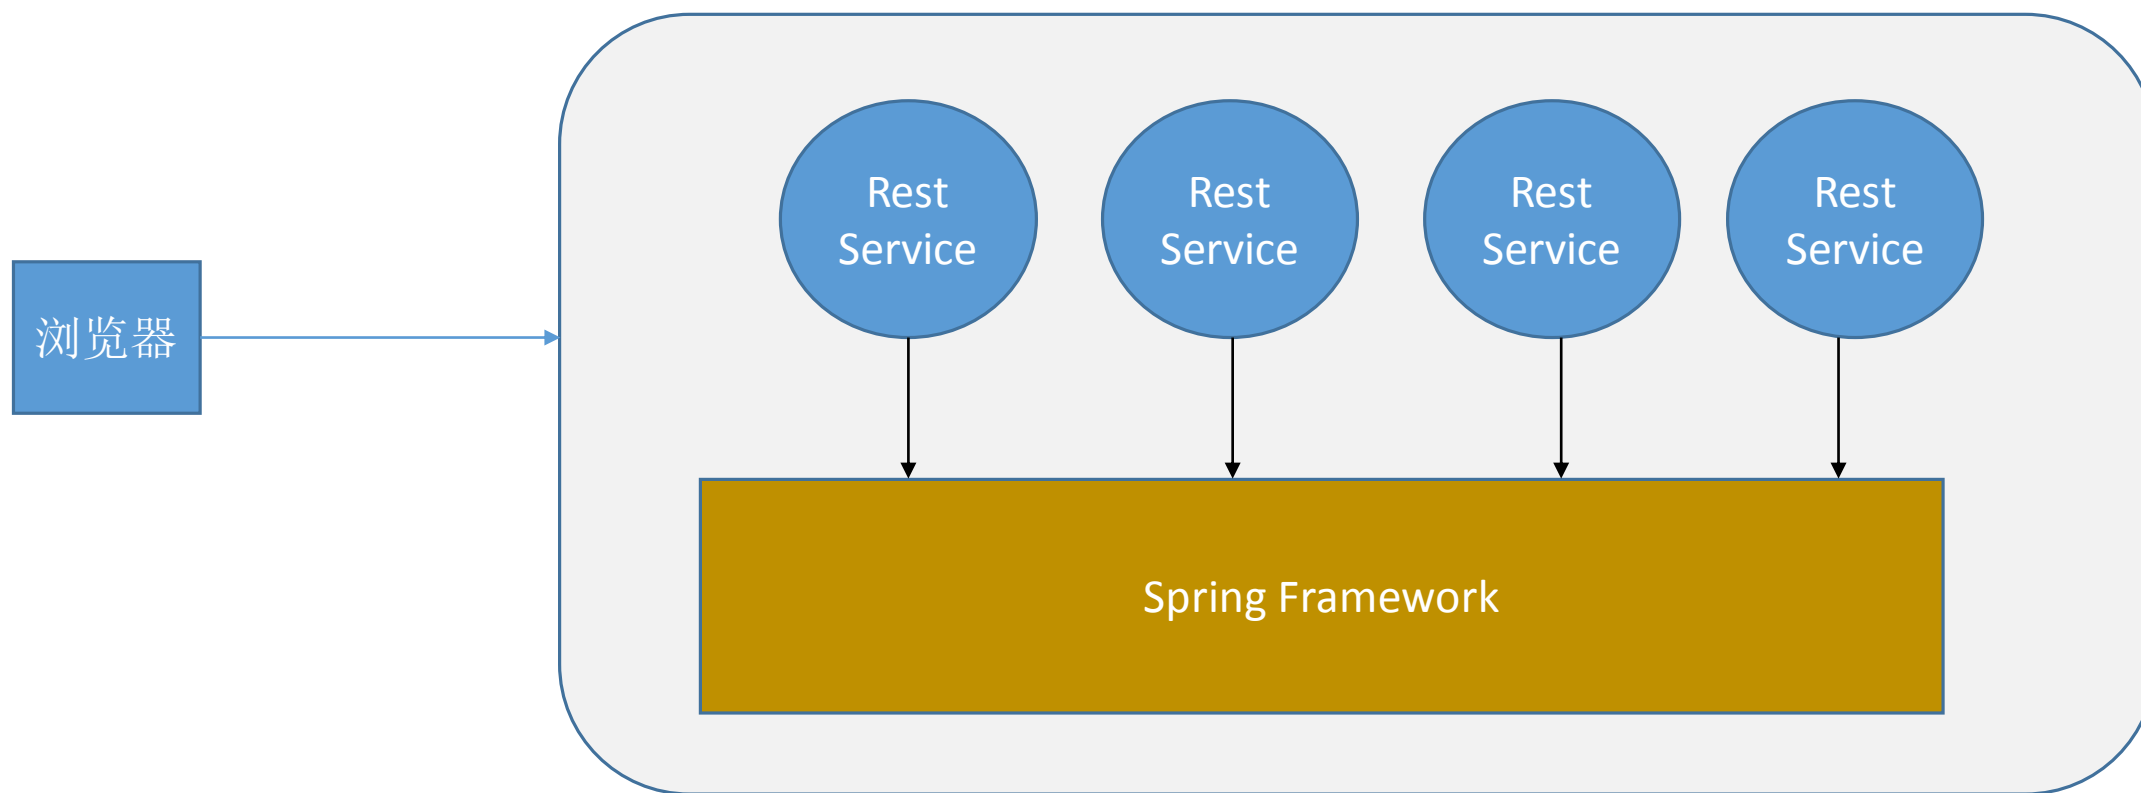 Rest
Service
Rest
Service
Rest
Service
Rest
Service
浏览器
Spring Framework